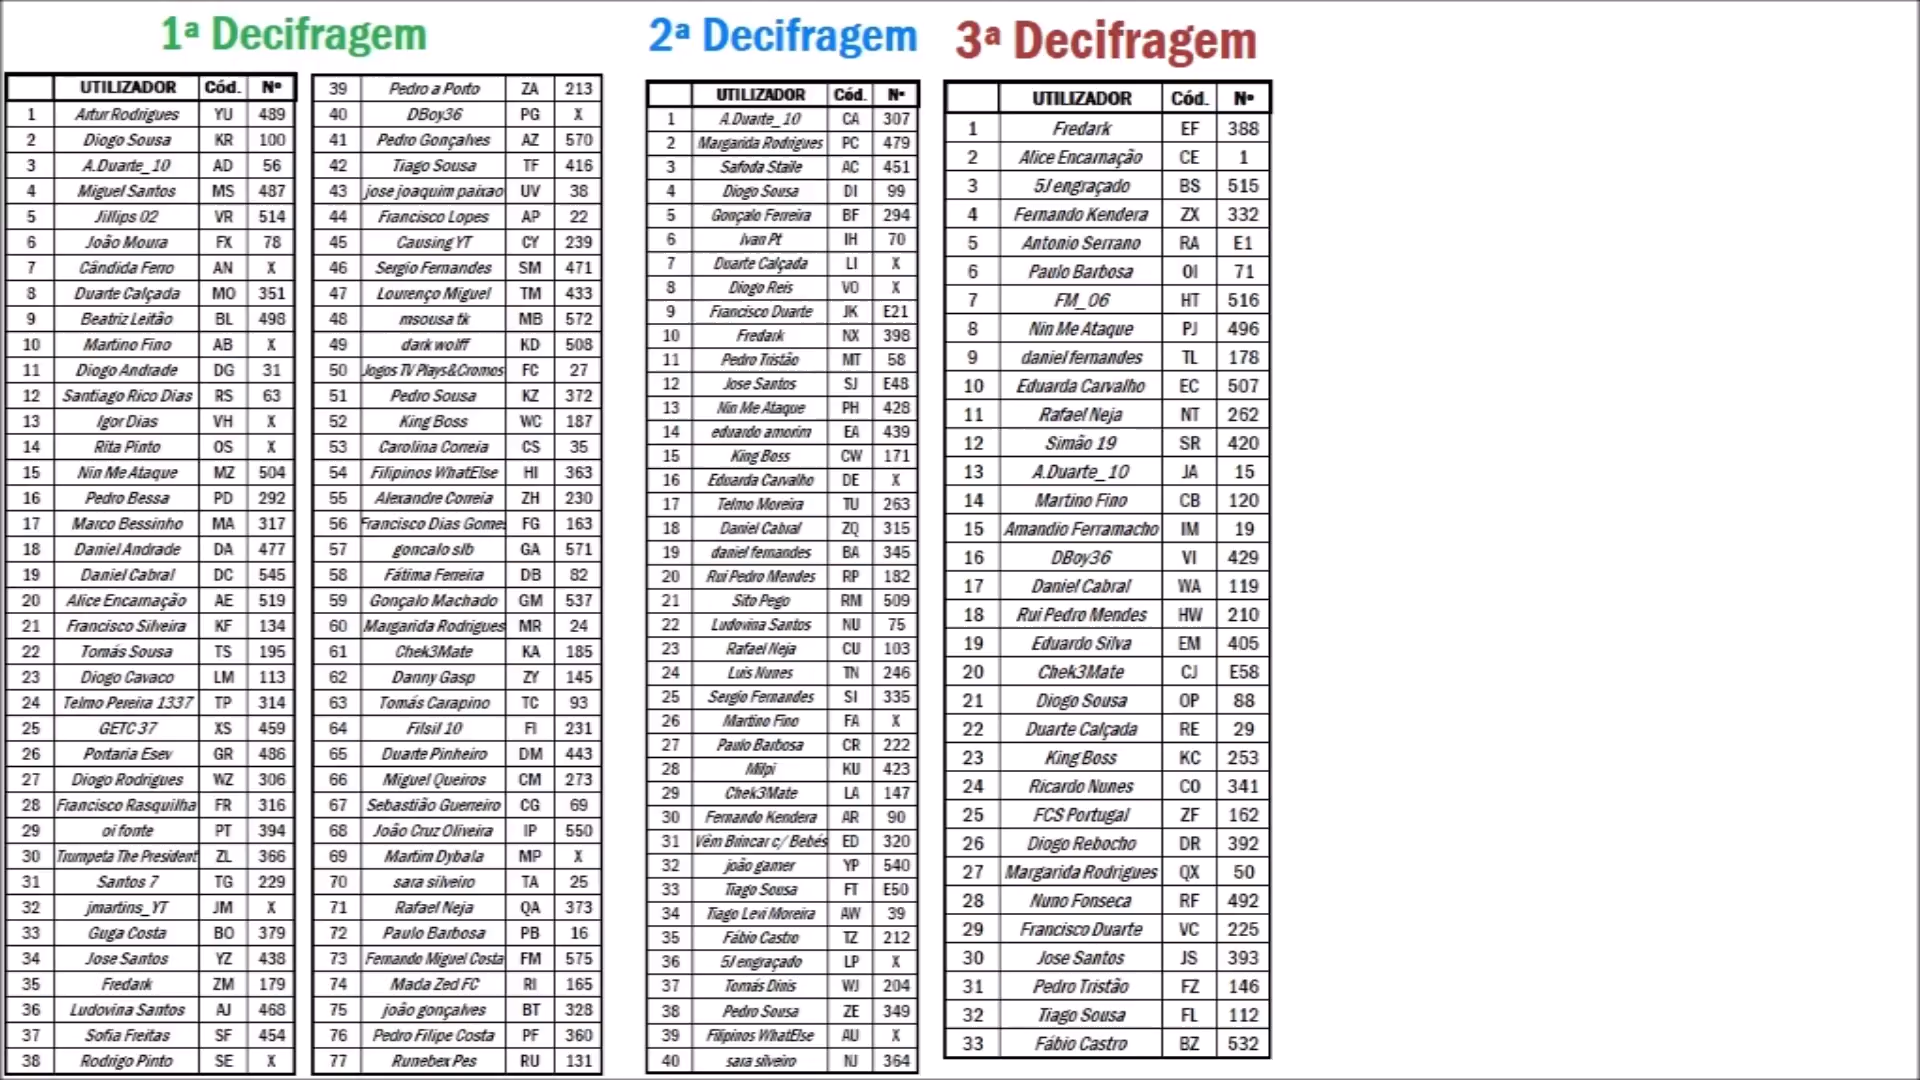 1ª Decifragem
UTILIZADOR Cód. Nº
1 Artur Rodrigues YU 489
2 Diogo Sousa KR 100
3 A.Duarte_10 AD 56
4 Miguel Santos MS 487
5 Jillips 02 VR 514
6 João Moura FX 78
7 Cândida Ferro AN X
8 Duarte Calçada MO 351
9 Beatriz Leitão BL 498
10 Martino Fino AB X
11 Diogo Andrade DG 31
12 Santiago Rico Dias RS 63
13 Igor Dias VH X
14 Rita Pinto OS X
15 Nin Me Ataque MZ 504
16 Pedro Bessa PD 292
17 Marco Bessinho MA 317
18 Daniel Andrade DA 477
19 Daniel Cabral DC 545
20 Alice Encarnação AE 519
21 Francisco Silveira KF 134
22 Tomás Sousa TS 195
23 Diogo Cavaco LM 113
24 Telmo Pereira 1337 TP 314
25 GETC 37 XS 459
26 Portaria Esev GR 486
27 Diogo Rodrigues WZ 306
28 Francisco Rasquilha FR 316
29 oi fonte PT 394
30 Trumpeta The President ZL 366
31 Santos 7 TG 229
32 jmartins_YT JM X
33 Guga Costa BO 379
34 Jose Santos YZ 438
35 Fredark ZM 179
36 Ludovina Santos AJ 468
37 Sofia Freitas SF 454
38 Rodrigo Pinto SE X
39 Pedro a Porto ZA 213
40 DBoy36 PG X
41 Pedro Gonçalves AZ 570
42 Tiago Sousa TF 416
43 jose joaquim paixao UV 38
44 Francisco Lopes AP 22
45 Causing YT CY 239
46 Sergio Fernandes SM 471
47 Lourenço Miguel TM 433
48 msousa tk MB 572
49 dark wolff KD 508
50 Jogos TV Plays&Cromos FC 27
51 Pedro Sousa KZ 372
52 King Boss WC 187
53 Carolina Correia CS 35
54 Filipinos WhatElse HI 363
55 Alexandre Correia ZH 230
56 Francisco Dias Gomes FG 163
57 goncalo slb GA 571
58 Fátima Ferreira DB 82
59 Gonçalo Machado GM 537
60 Margarida Rodrigues MR 24
61 Chek3Mate KA 185
62 Danny Gasp ZY 145
63 Tomás Carapino TC 93
64 Filsil 10 FI 231
65 Duarte Pinheiro DM 443
66 Miguel Queiros CM 273
67 Sebastião Guerreiro CG 69
68 João Cruz Oliveira IP 550
69 Martim Dybala MP X
70 sara silveiro TA 25
71 Rafael Neja QA 373
72 Paulo Barbosa PB 16
73 Fernando Miguel Costa FM 575
74 Mada Zed FC RI 165
75 joão gonçalves BT 328
76 Pedro Filipe Costa PF 360
77 Runebex Pes RU 131
2ª Decifragem
UTILIZADOR Cód. Nº
1 A.Duarte_10 CA 307
2 Margarida Rodrigues PC 479
3 Safoda Staile AC 451
4 Diogo Sousa DI 99
5 Gonçalo Ferreira BF 294
6 Ivan Pt IH 70
7 Duarte Calçada LI X
8 Diogo Reis VO X
9 Francisco Duarte JK E21
10 Fredark NX 398
11 Pedro Tristão MT 58
12 Jose Santos SJ E48
13 Nin Me Ataque PH 428
14 eduardo amorim EA 439
15 King Boss CW 171
16 Eduarda Carvalho DE X
17 Telmo Moreira TU 263
18 Daniel Cabral ZQ 315
19 daniel fernandes BA 345
20 Rui Pedro Mendes RP 182
21 Sito Pego RM 509
22 Ludovina Santos NU 75
23 Rafael Neja CU 103
24 Luis Nunes TN 246
25 Sergio Fernandes SI 335
26 Martino Fino FA X
27 Paulo Barbosa CR 222
28 Milpi KU 423
29 Chek3Mate LA 147
30 Fernando Kendera AR 90
31 Vêm Brincar c/ Bebés ED 320
32 joão gamer YP 540
33 Tiago Sousa FT E50
34 Tiago Levi Moreira AW 39
35 Fábio Castro TZ 212
36 5J engraçado LP X
37 Tomás Dinis WJ 204
38 Pedro Sousa ZE 349
39 Filipinos WhatElse AU X
40 sara silveiro NJ 364
3ª Decifragem
UTILIZADOR Cód. Nº
1 Fredark EF 388
2 Alice Encarnação CE 1
3 5J engraçado BS 515
4 Fernando Kendera ZX 332
5 Antonio Serrano RA E1
6 Paulo Barbosa OI 71
7 FM_06 HT 516
8 Nin Me Ataque PJ 496
9 daniel fernandes TL 178
10 Eduarda Carvalho EC 507
11 Rafael Neja NT 262
12 Simão 19 SR 420
13 A.Duarte_10 JA 15
14 Martino Fino CB 120
15 Amandio Ferramacho IM 19
16 DBoy36 VI 429
17 Daniel Cabral WA 119
18 Rui Pedro Mendes HW 210
19 Eduardo Silva EM 405
20 Chek3Mate CJ E58
21 Diogo Sousa OP 88
22 Duarte Calçada RE 29
23 King Boss KC 253
24 Ricardo Nunes CO 341
25 FCS Portugal ZF 162
26 Diogo Rebocho DR 392
27 Margarida Rodrigues QX 50
28 Nuno Fonseca RF 492
29 Francisco Duarte VC 225
30 Jose Santos JS 393
31 Pedro Tristão FZ 146
32 Tiago Sousa FL 112
33 Fábio Castro BZ 532